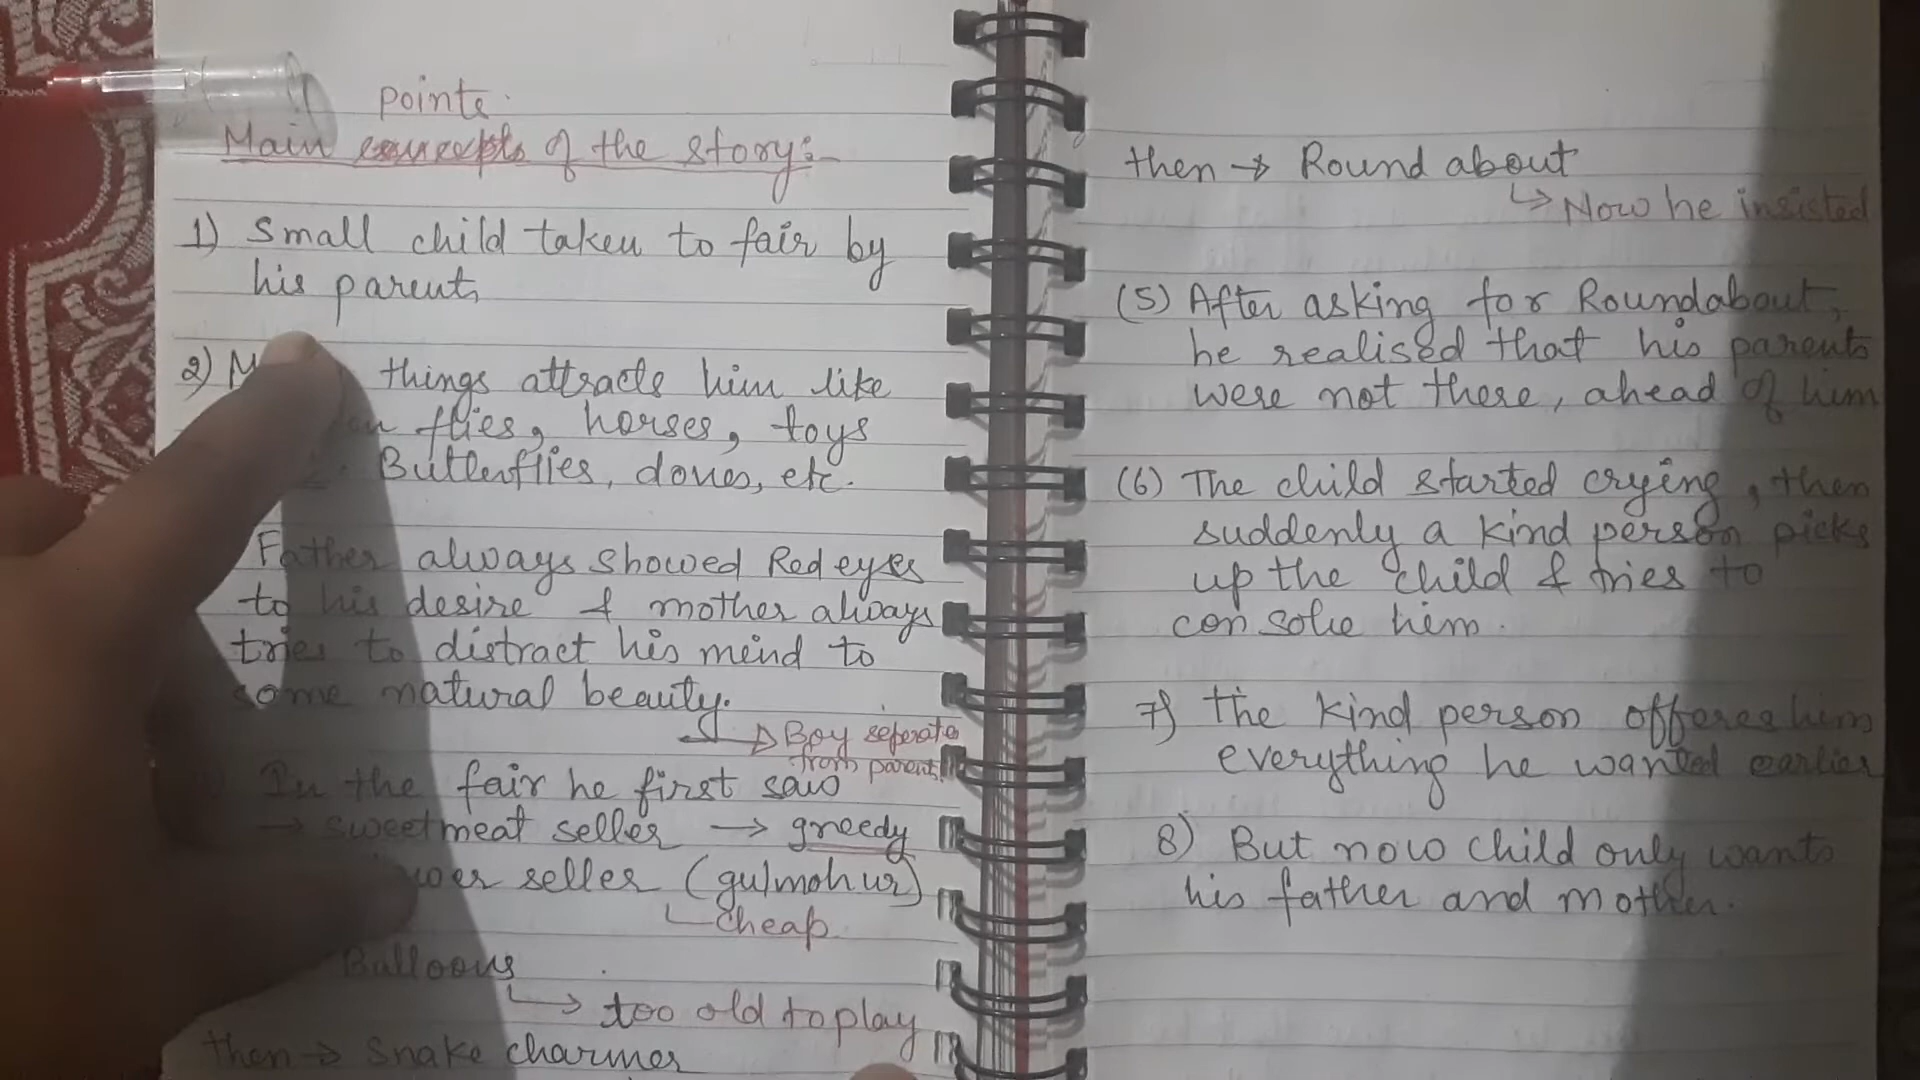 points.
Main concepts of the story:-
1) Small child taken to fair by
his parents
2) M things attracts him like
flies, horses, toys
Butterflies, doves, etc.
Father always showed Red eyes
to his desire & mother always
tries to distract his mind to
some natural beauty.
→ Boy seperates
from parents
In the fair he first saw
→ sweetmeat seller → greedy
seller (gulmohur)
cheap
Balloons
→ too old to play
then → Snake charmer
then → Round about
→ Now he insisted
(5) After asking for Roundabout,
he realised that his parents
were not there, ahead of him
(6) The child started crying, then
suddenly a kind person picks
up the child & tries to
con sole him.
7) the kind person offeres him
everything he wanted earlier
8) But now child only wants
his father and mother.